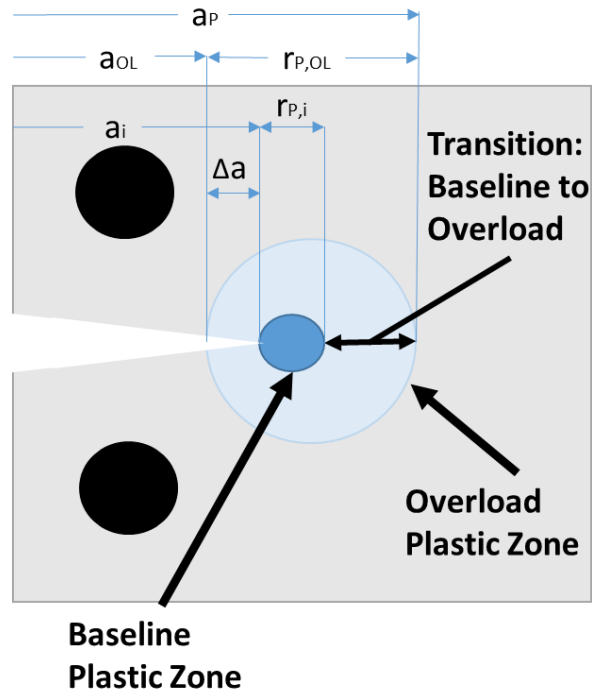 aP
aOL
rP,OL
ai
rP,i
Δa
Transition:
Baseline to
Overload
Overload
Plastic Zone
Baseline
Plastic Zone